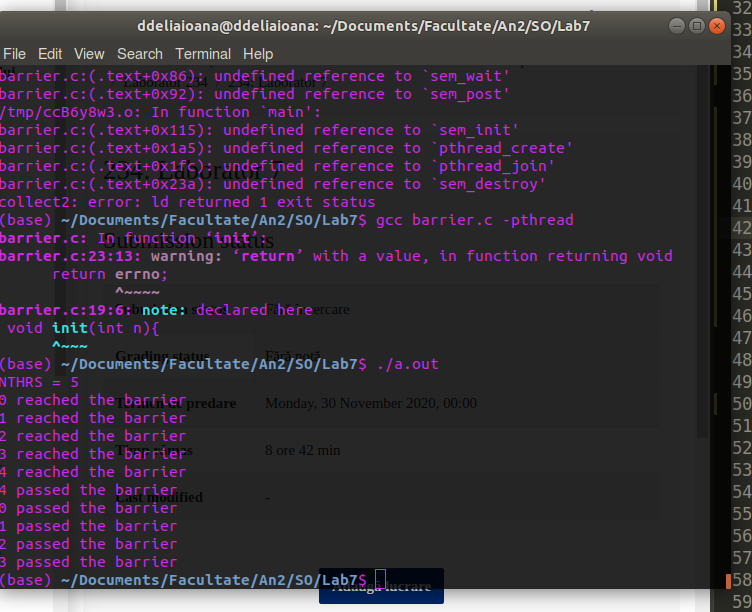 ddeliaioana@ddeliaioana: ~/Documents/Facultate/An2/SO/Lab7
File Edit View Search Terminal Help
barrier.c:(.text+0x86): undefined reference to `sem_wait'
barrier.c:(.text+0x92): undefined reference to `sem_post'
/tmp/ccB6y8w3.o: In function `main':
barrier.c:(.text+0x115): undefined reference to `sem_init'
barrier.c:(.text+0x1a5): undefined reference to `pthread_create'
barrier.c:(.text+0x1fc): undefined reference to `pthread_join'
barrier.c:(.text+0x23a): undefined reference to `sem_destroy'
collect2: error: ld returned 1 exit status
(base) ~/Documents/Facultate/An2/SO/Lab7$ gcc barrier.c -pthread
barrier.c: In function ‘init’:
barrier.c:23:13: warning: ‘return’ with a value, in function returning void
return errno;
^~~~~
barrier.c:19:6: note: declared here
void init(int n){
^~~~
(base) ~/Documents/Facultate/An2/SO/Lab7$ ./a.out
NTHRS = 5
0 reached the barrier
1 reached the barrier
2 reached the barrier
3 reached the barrier
4 reached the barrier
4 passed the barrier
0 passed the barrier
1 passed the barrier
2 passed the barrier
3 passed the barrier
(base) ~/Documents/Facultate/An2/SO/Lab7$
234. Laborator 7
Submission status
Grading status
Fără notă
Monday, 30 November 2020, 00:00
8 ore 42 min
Last modified
-
Adaugă lucrare
32
33
34
35
36
37
38
39
40
41
42
43
44
45
46
47
48
49
50
51
52
53
54
55
56
57
58
59